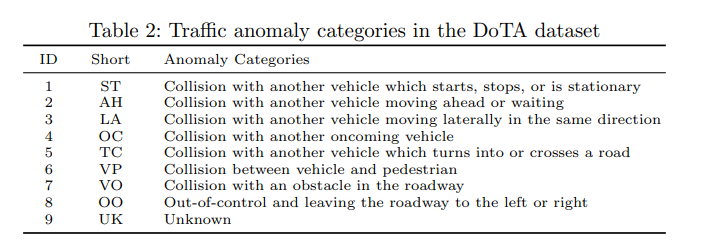 Table 2: Traffic anomaly categories in the DoTA dataset
ID Short Anomaly Categories
1 ST Collision with another vehicle which starts, stops, or is stationary
2 AH Collision with another vehicle moving ahead or waiting
3 LA Collision with another vehicle moving laterally in the same direction
4 OC Collision with another oncoming vehicle
5 TC Collision with another vehicle which turns into or crosses a road
6 VP Collision between vehicle and pedestrian
7 VO Collision with an obstacle in the roadway
8 OO Out-of-control and leaving the roadway to the left or right
9 UK Unknown